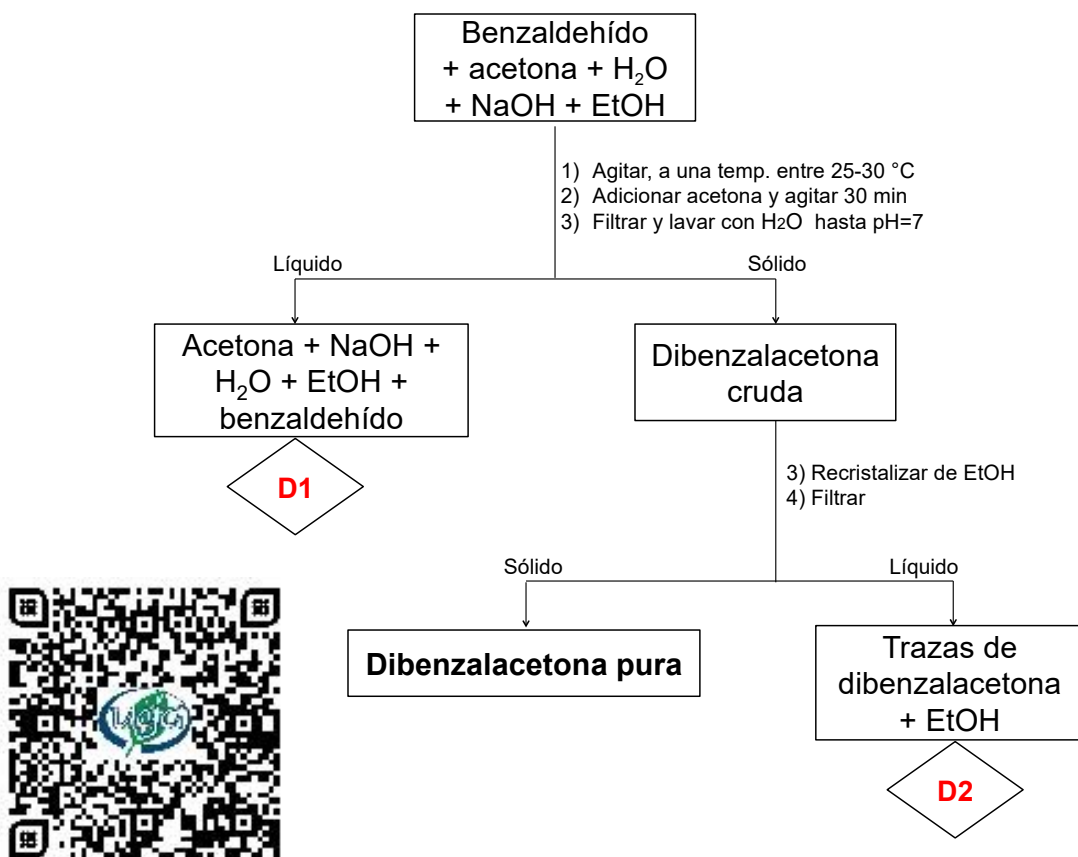 Benzaldehído
+ acetona + H₂O
+ NaOH + EtOH
1) Agitar, a una temp. entre 25-30 °C
2) Adicionar acetona y agitar 30 min
3) Filtrar y lavar con H2O hasta pH=7
Líquido
Sólido
Acetona + NaOH +
H₂O + EtOH +
benzaldehído
Dibenzalacetona
cruda
D1
3) Recristalizar de EtOH
4) Filtrar
Sólido
Líquido
Dibenzalacetona pura
Trazas de
dibenzalacetona
+ EtOH
D2